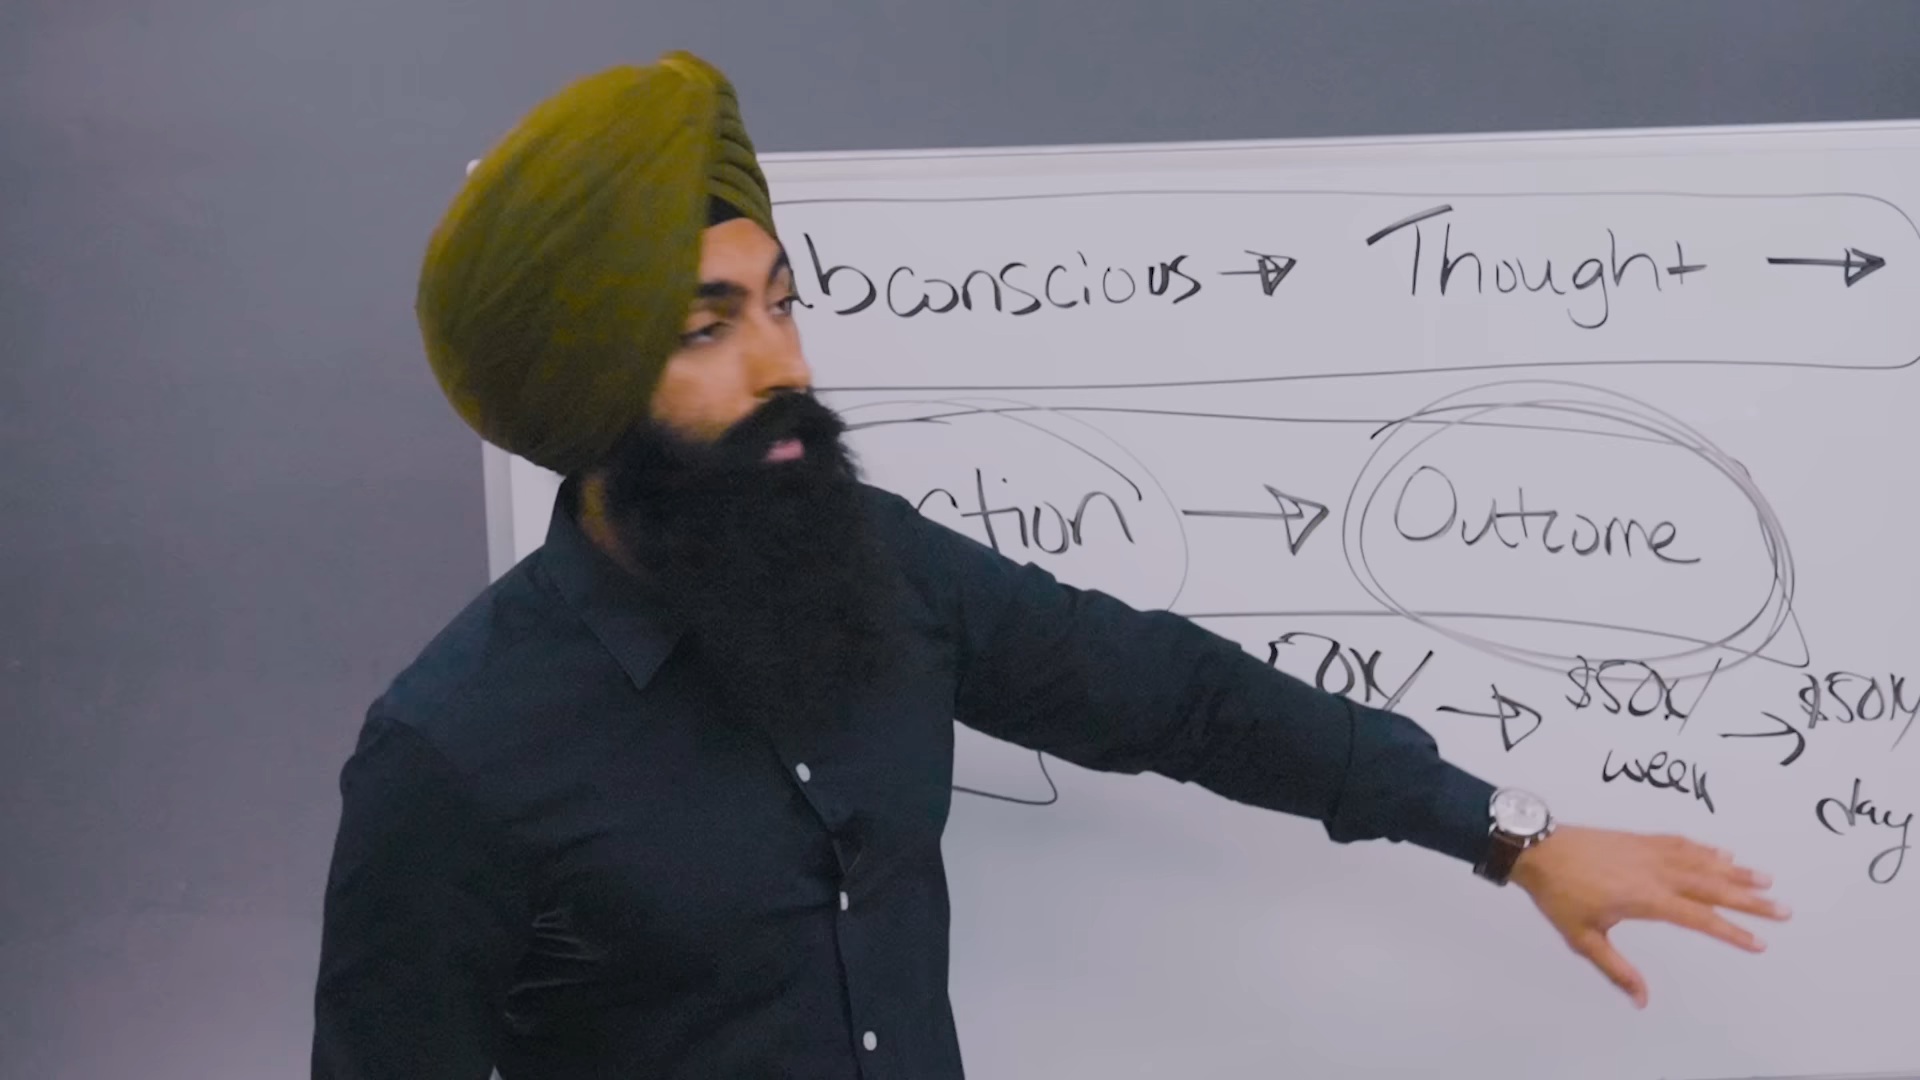 bconscious → Thought →
ction → Outcome
50K/ → $50K/ → $50K/
week day